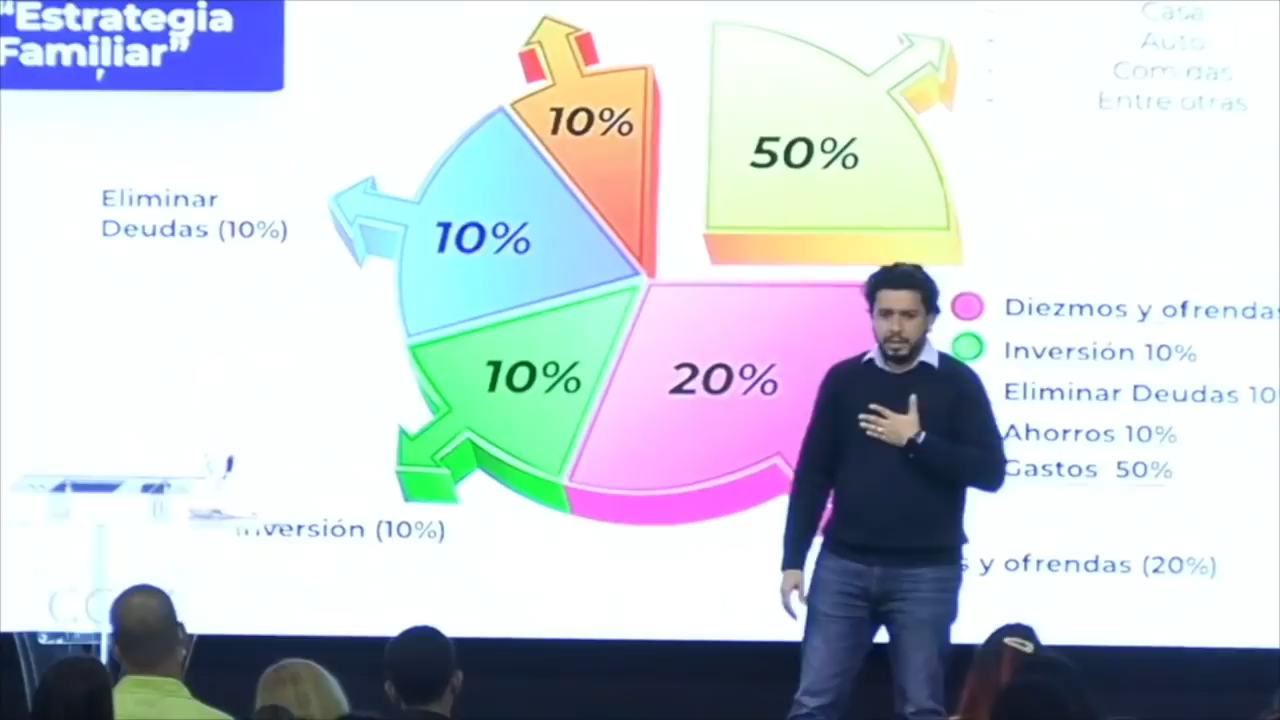 “Estrategia
Familiar”
Casa
Auto
Comidas
Entre otras
10%
50%
Eliminar
Deudas (10%)
10%
10%
20%
Diezmos y ofrendas
Inversión 10%
Eliminar Deudas 10
Ahorros 10%
Gastos 50%
Inversión (10%)
y ofrendas (20%)